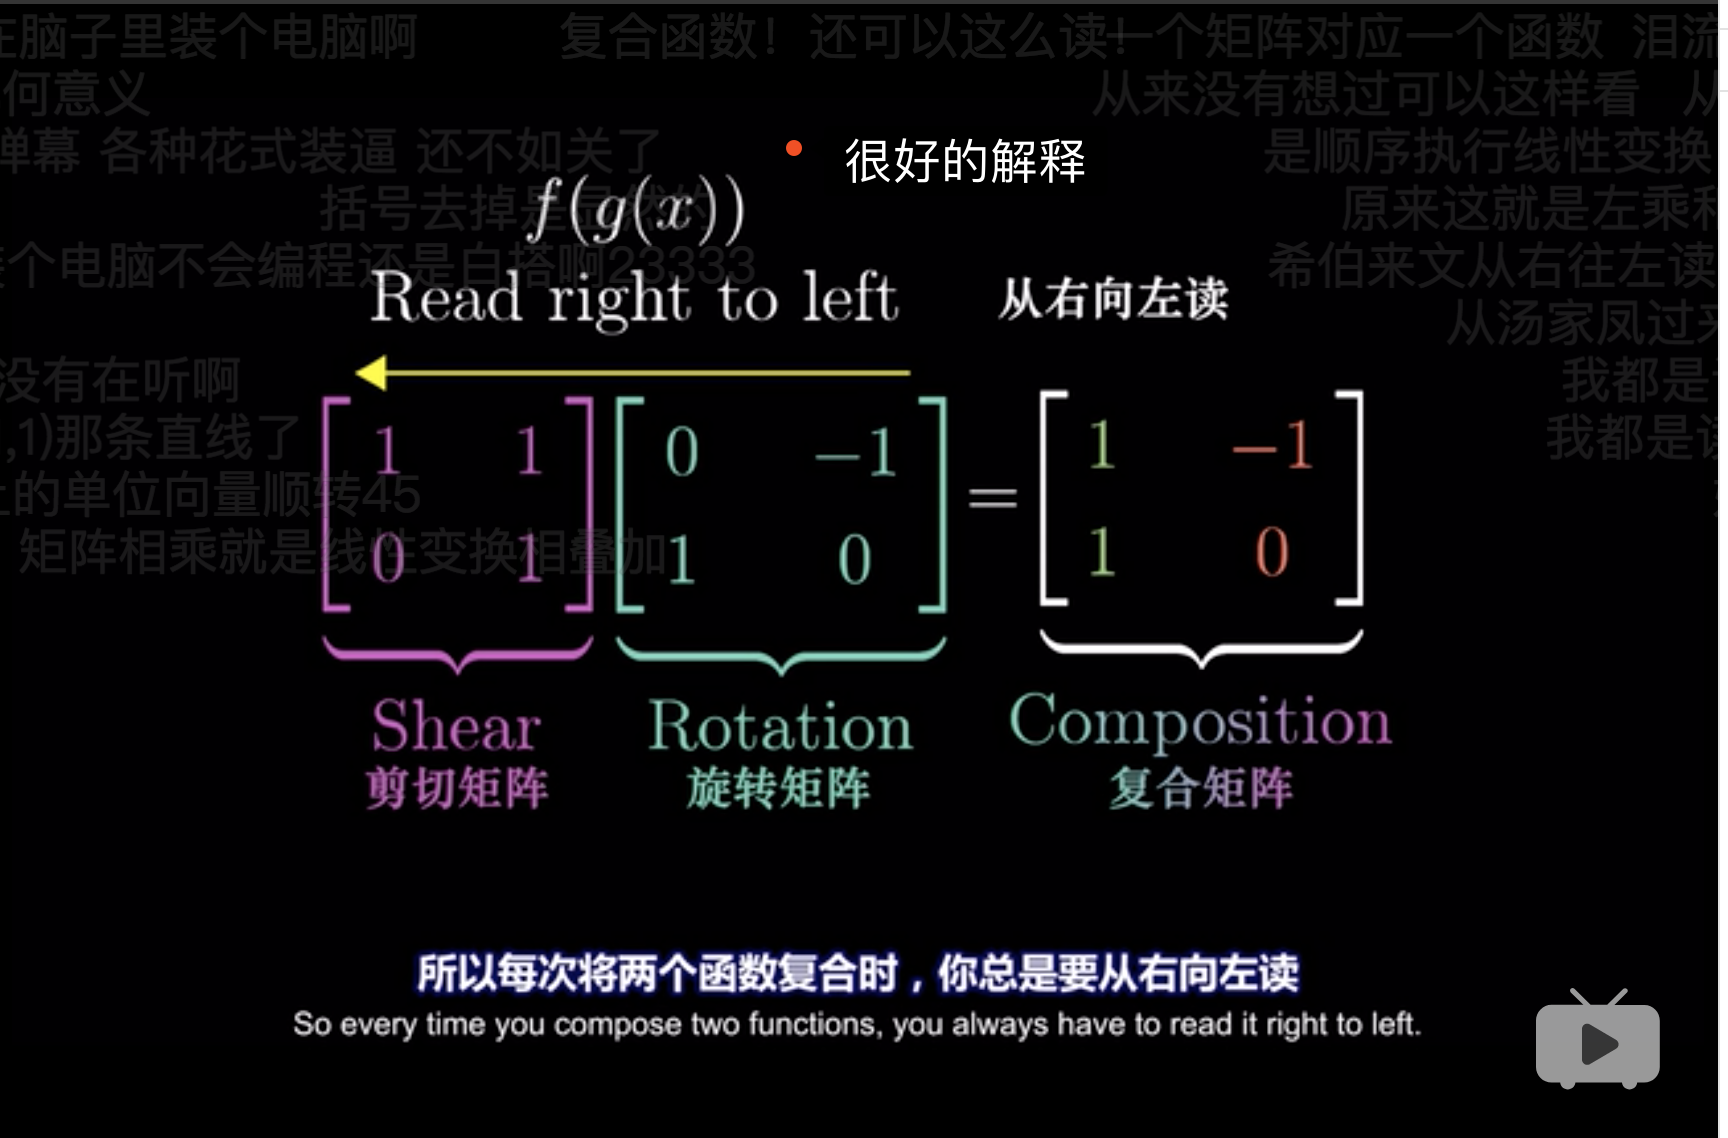 在脑子里装个电脑啊 复合函数！还可以这么读！ 一个矩阵对应一个函数 泪流
何意义 从来没有想过可以这样看 从
弹幕 各种花式装逼 还不如关了 是顺序执行线性变换
很好的解释
括号去掉是显然的 原来这就是左乘和
f(g(x))
个电脑不会编程还是白搭啊23333 希伯来文从右往左读
Read right to left 从右向左读
从汤家凤过来
没有在听啊 我都是
,1)那条直线了 我都是读
的单位向量顺转45
矩阵相乘就是线性变换相叠加
1 1 0 -1 = 1 -1
0 1 1 0 1 0
Shear Rotation Composition
剪切矩阵 旋转矩阵 复合矩阵
所以每次将两个函数复合时，你总是要从右向左读
So every time you compose two functions, you always have to read it right to left.